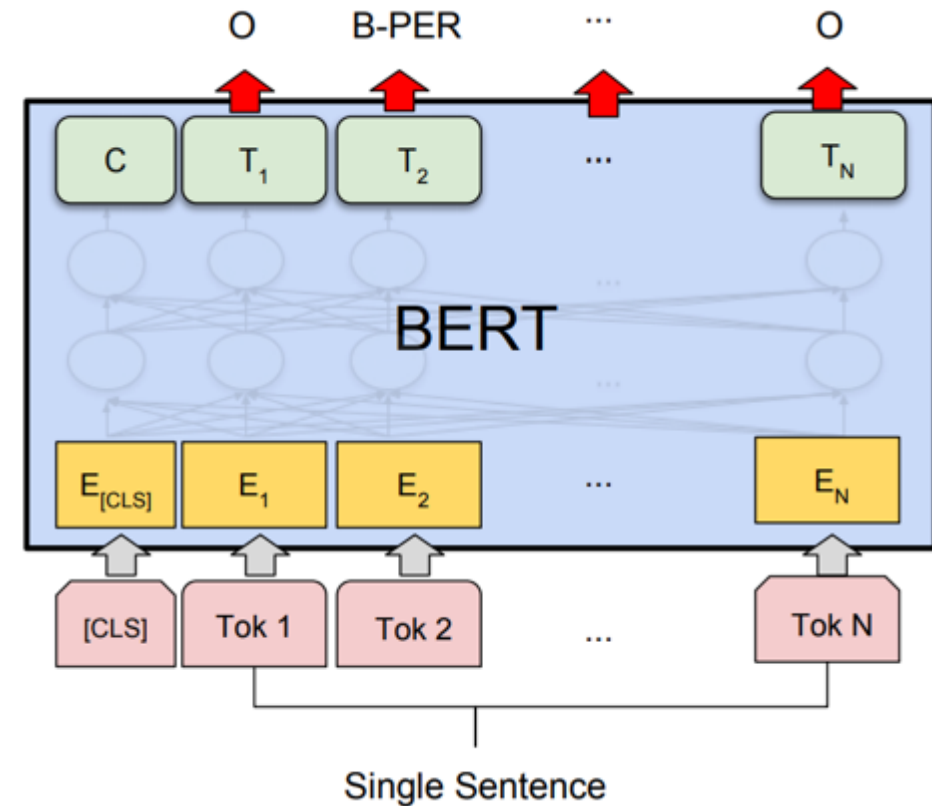 O B-PER ... O
C T1 T2 ... TN
...
BERT
...
E[CLS] E1 E2 ... EN
[CLS] Tok 1 Tok 2 ... Tok N
Single Sentence